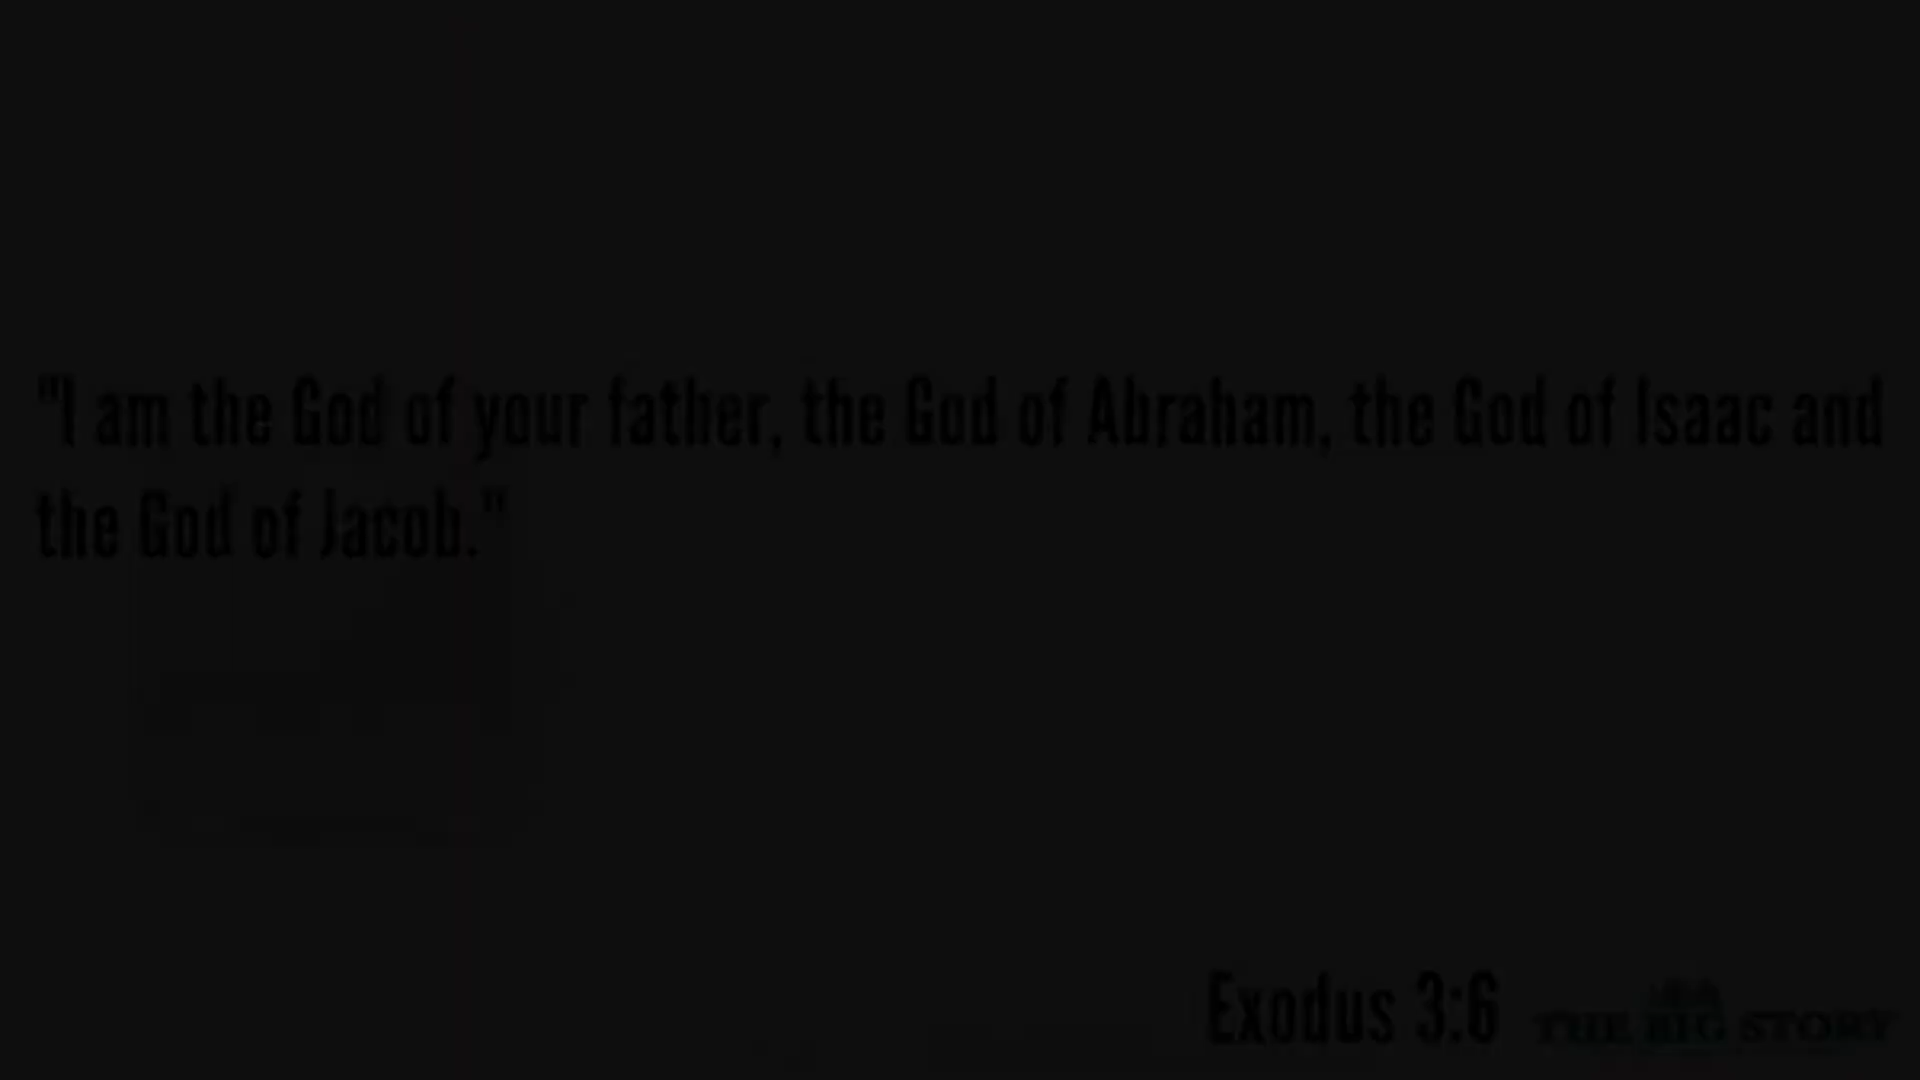 "I am the God of your father, the God of Abraham, the God of Isaac and
the God of Jacob."
Exodus 3:6
THE BIG STORY